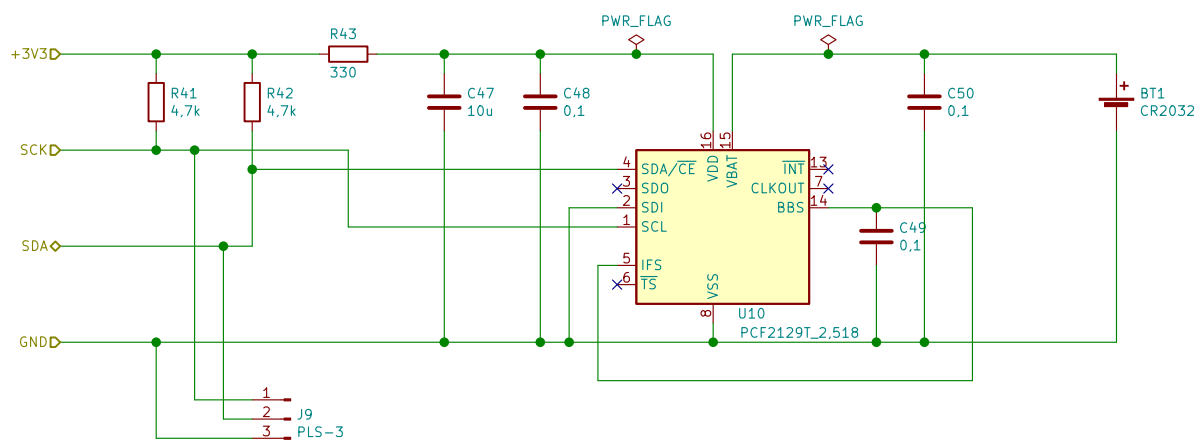 PWR_FLAG
PWR_FLAG
+3V3
R43
330
R41
4,7k
R42
4,7k
C47
10u
C48
0,1
C50
0,1
+
BT1
CR2032
SCK
16
15
VDD
VBAT
4
SDA/CE
INT
13
3
SDO
CLKOUT
7
2
SDI
BBS
14
1
SCL
C49
0,1
SDA
5
IFS
6
TS
VSS
8
U10
PCF2129T_2,518
GND
1
2
3
J9
PLS-3